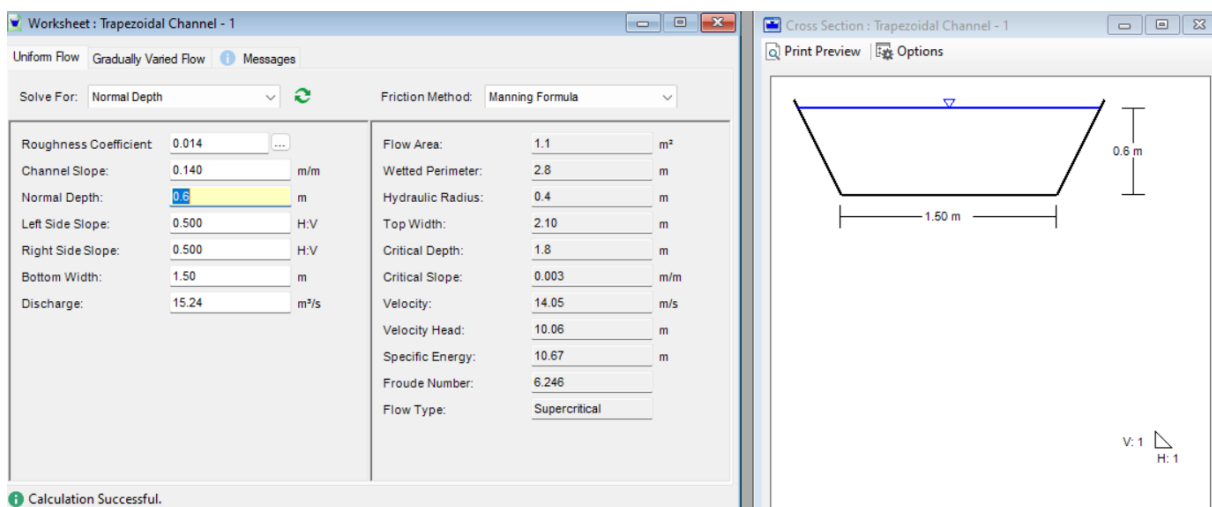 Worksheet : Trapezoidal Channel - 1
Uniform Flow Gradually Varied Flow Messages
Solve For: Normal Depth Friction Method: Manning Formula
Roughness Coefficient 0.014 ...
Channel Slope: 0.140 m/m
Normal Depth: 0.6 m
Left Side Slope: 0.500 H:V
Right Side Slope: 0.500 H:V
Bottom Width: 1.50 m
Discharge: 15.24 m³/s
Flow Area: 1.1 m²
Wetted Perimeter: 2.8 m
Hydraulic Radius: 0.4 m
Top Width: 2.10 m
Critical Depth: 1.8 m
Critical Slope: 0.003 m/m
Velocity: 14.05 m/s
Velocity Head: 10.06 m
Specific Energy: 10.67 m
Froude Number: 6.246
Flow Type: Supercritical
Calculation Successful.
Cross Section : Trapezoidal Channel - 1
Print Preview Options
0.6 m
1.50 m
V: 1
H: 1